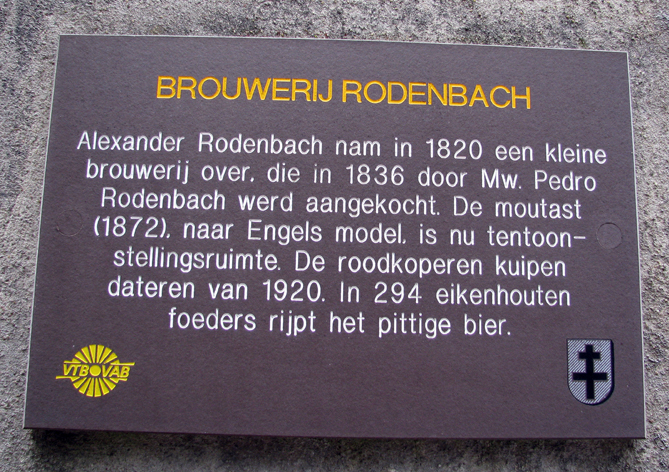 BROUWERIJ RODENBACH
Alexander Rodenbach nam in 1820 een kleine
brouwerij over, die in 1836 door Mw. Pedro
Rodenbach werd aangekocht. De moutast
(1872), naar Engels model, is nu tentoon-
stellingsruimte. De roodkoperen kuipen
dateren van 1920. In 294 eikenhouten
foeders rijpt het pittige bier.
VTBOVAB